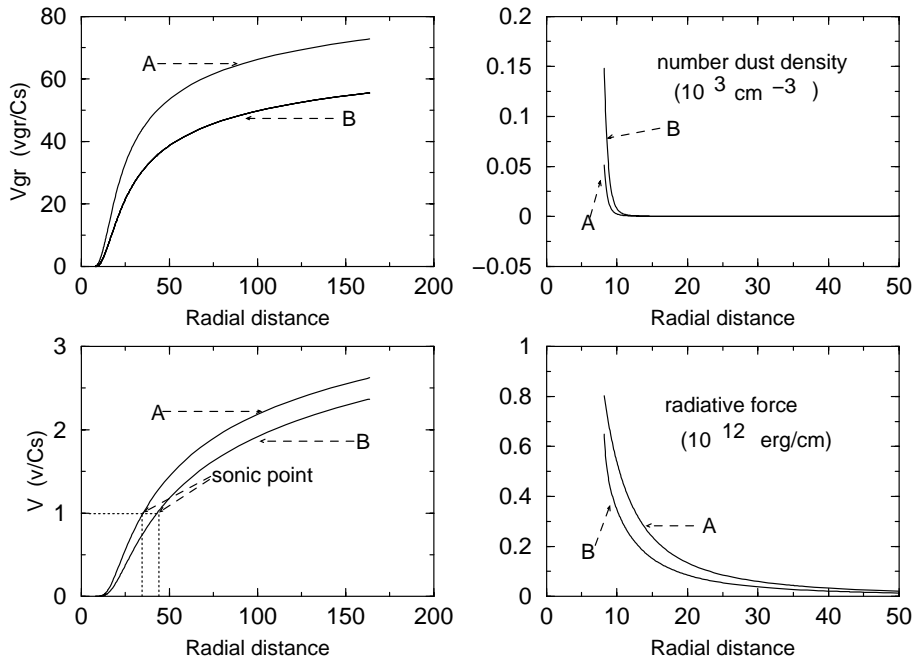 80
60
40
20
0
0 50 100 150 200
Vgr (vgr/Cs)
Radial distance
A
B
0.2
0.15
0.1
0.05
0
−0.05
0 10 20 30 40 50
Radial distance
number dust density
(10 3 cm −3 )
B
A
3
2
1
0
0 50 100 150 200
V (v/Cs)
Radial distance
A
B
sonic point
1
0.8
0.6
0.4
0.2
0
0 10 20 30 40 50
Radial distance
radiative force
(10 12 erg/cm)
A
B